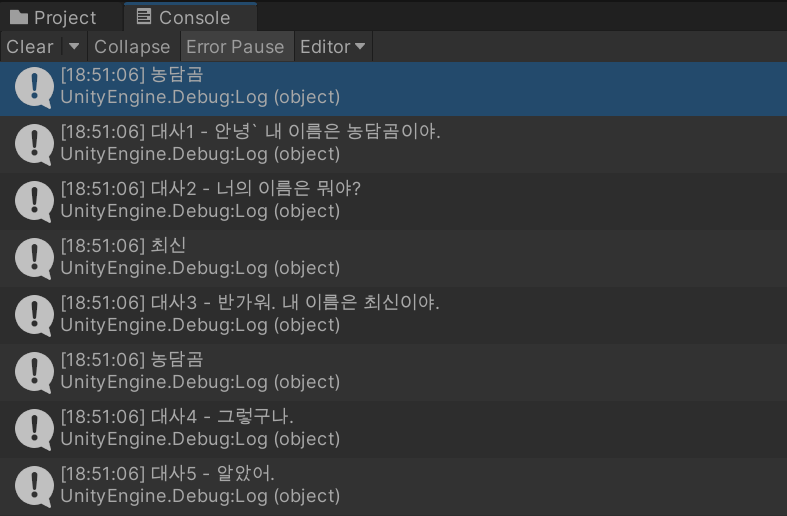 Project Console
Clear Collapse Error Pause Editor
[18:51:06] 농담곰
UnityEngine.Debug:Log (object)
[18:51:06] 대사1 - 안녕` 내 이름은 농담곰이야.
UnityEngine.Debug:Log (object)
[18:51:06] 대사2 - 너의 이름은 뭐야?
UnityEngine.Debug:Log (object)
[18:51:06] 최신
UnityEngine.Debug:Log (object)
[18:51:06] 대사3 - 반가워. 내 이름은 최신이야.
UnityEngine.Debug:Log (object)
[18:51:06] 농담곰
UnityEngine.Debug:Log (object)
[18:51:06] 대사4 - 그렇구나.
UnityEngine.Debug:Log (object)
[18:51:06] 대사5 - 알았어.
UnityEngine.Debug:Log (object)